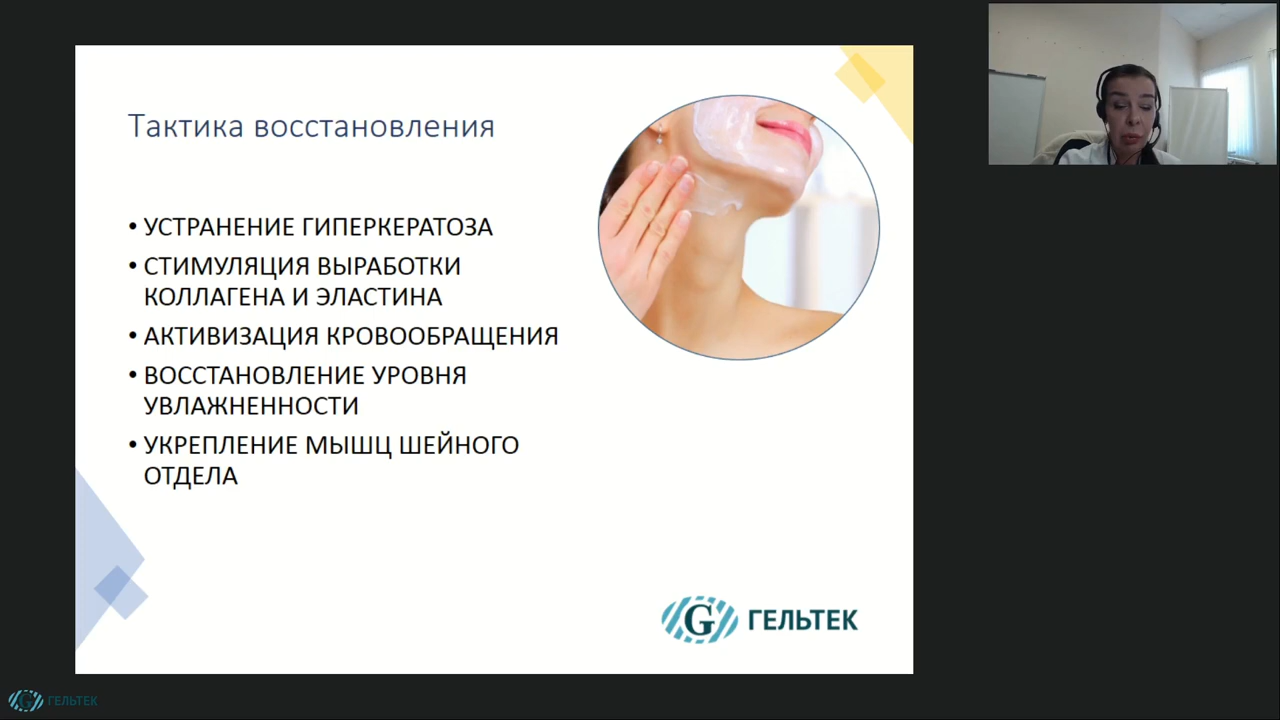 Тактика восстановления
• УСТРАНЕНИЕ ГИПЕРКЕРАТОЗА
• СТИМУЛЯЦИЯ ВЫРАБОТКИ
КОЛЛАГЕНА И ЭЛАСТИНА
• АКТИВИЗАЦИЯ КРОВООБРАЩЕНИЯ
• ВОССТАНОВЛЕНИЕ УРОВНЯ
УВЛАЖНЕННОСТИ
• УКРЕПЛЕНИЕ МЫШЦ ШЕЙНОГО
ОТДЕЛА
G ГЕЛЬТЕК
G ГЕЛЬТЕК